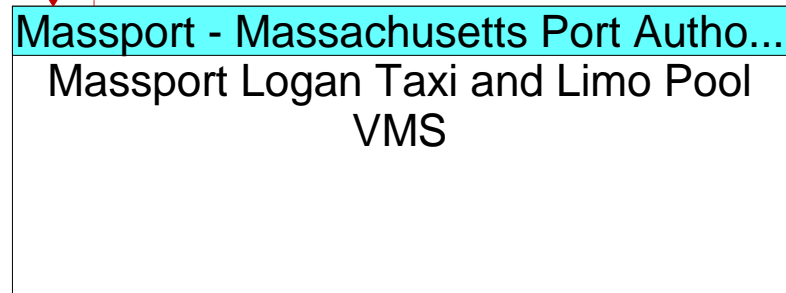 Massport - Massachusetts Port Autho...
Massport Logan Taxi and Limo Pool
VMS